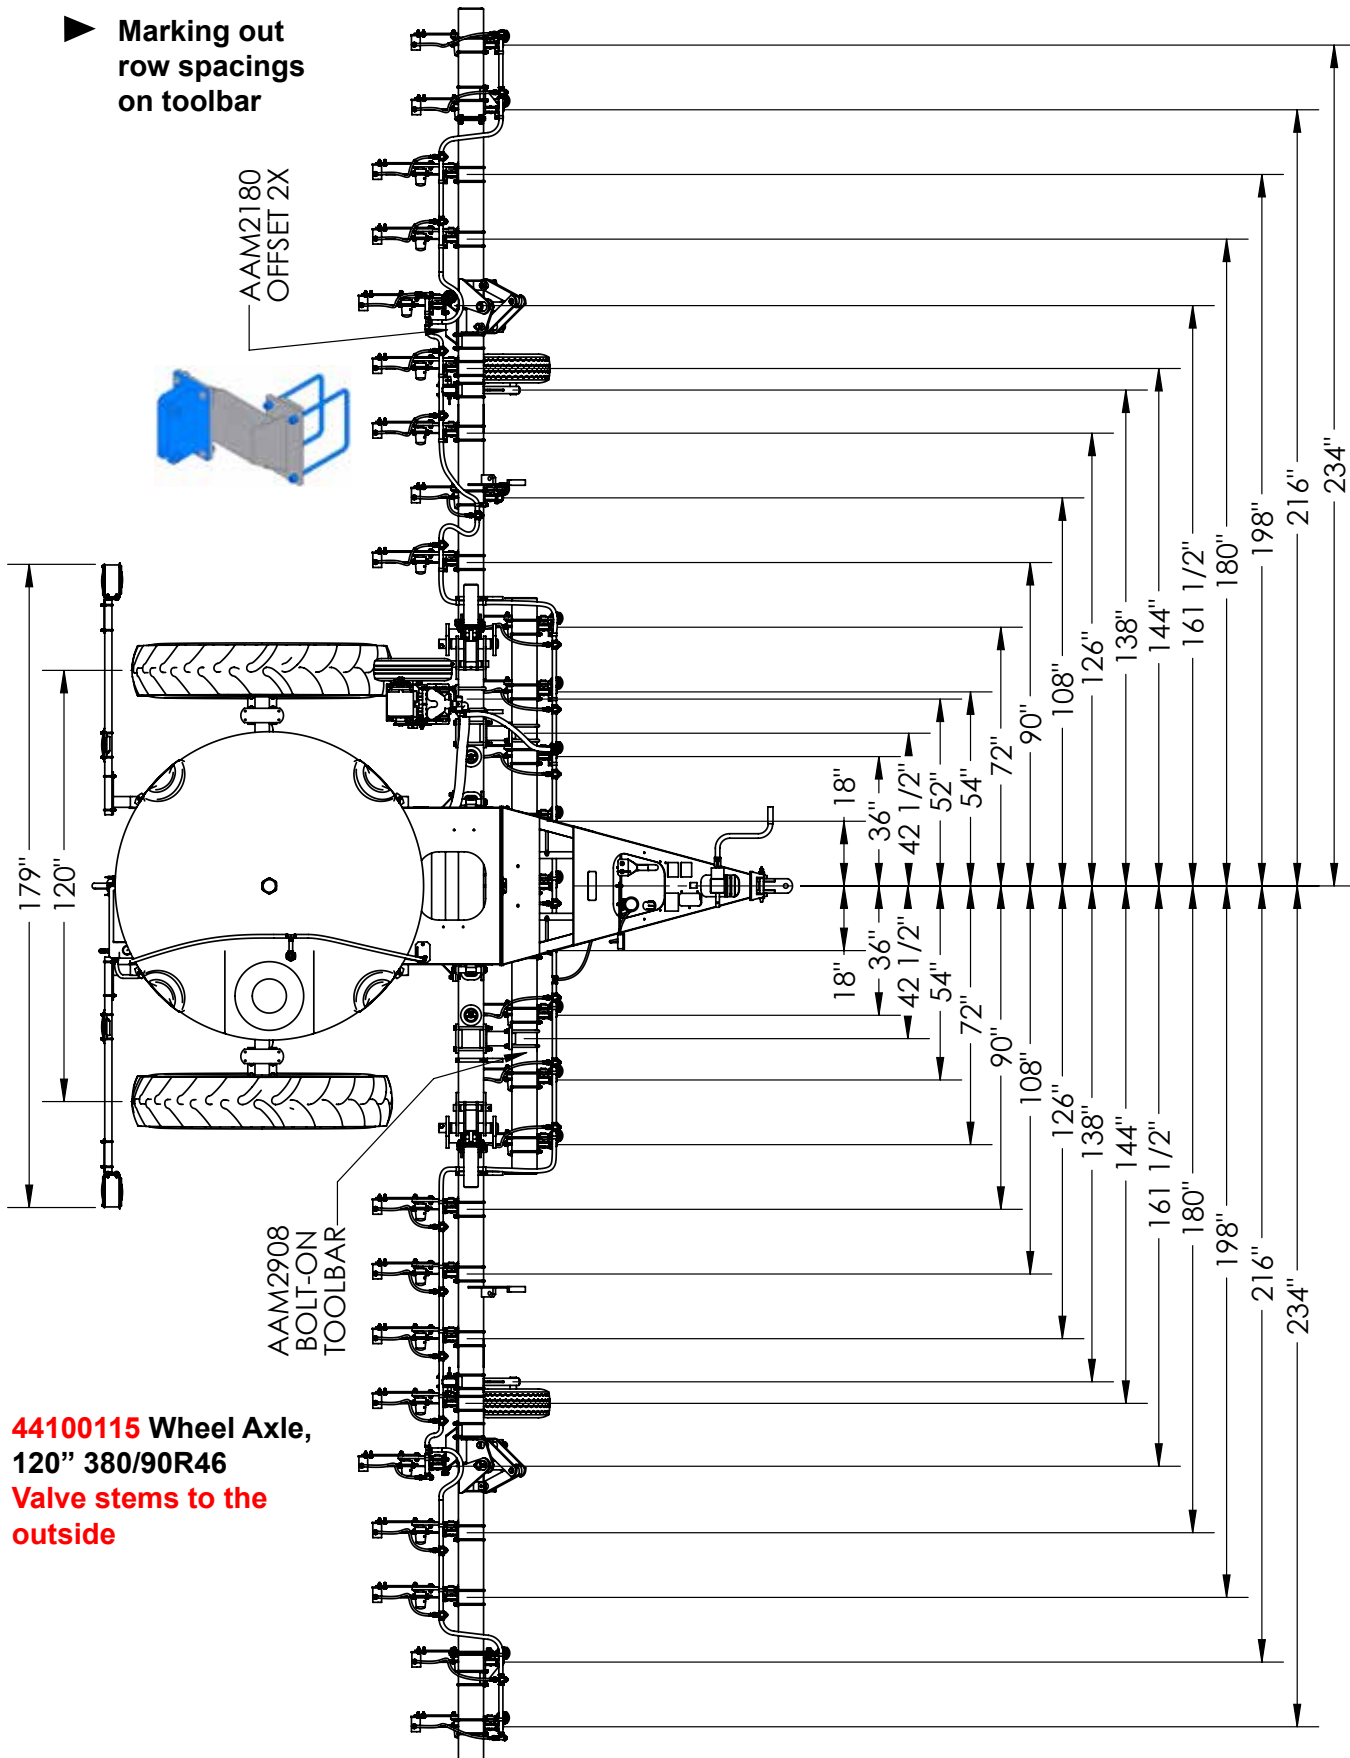 Marking out
row spacings
on toolbar
AAM2180
OFFSET 2X
179"
120"
18"
36"
42 1/2"
52"
54"
72"
90"
108"
126"
138"
144"
161 1/2"
180"
198"
216"
234"
18"
36"
42 1/2"
54"
72"
90"
108"
126"
138"
144"
161 1/2"
180"
198"
216"
234"
AAM2908
BOLT-ON
TOOLBAR
44100115 Wheel Axle,
120” 380/90R46
Valve stems to the
outside